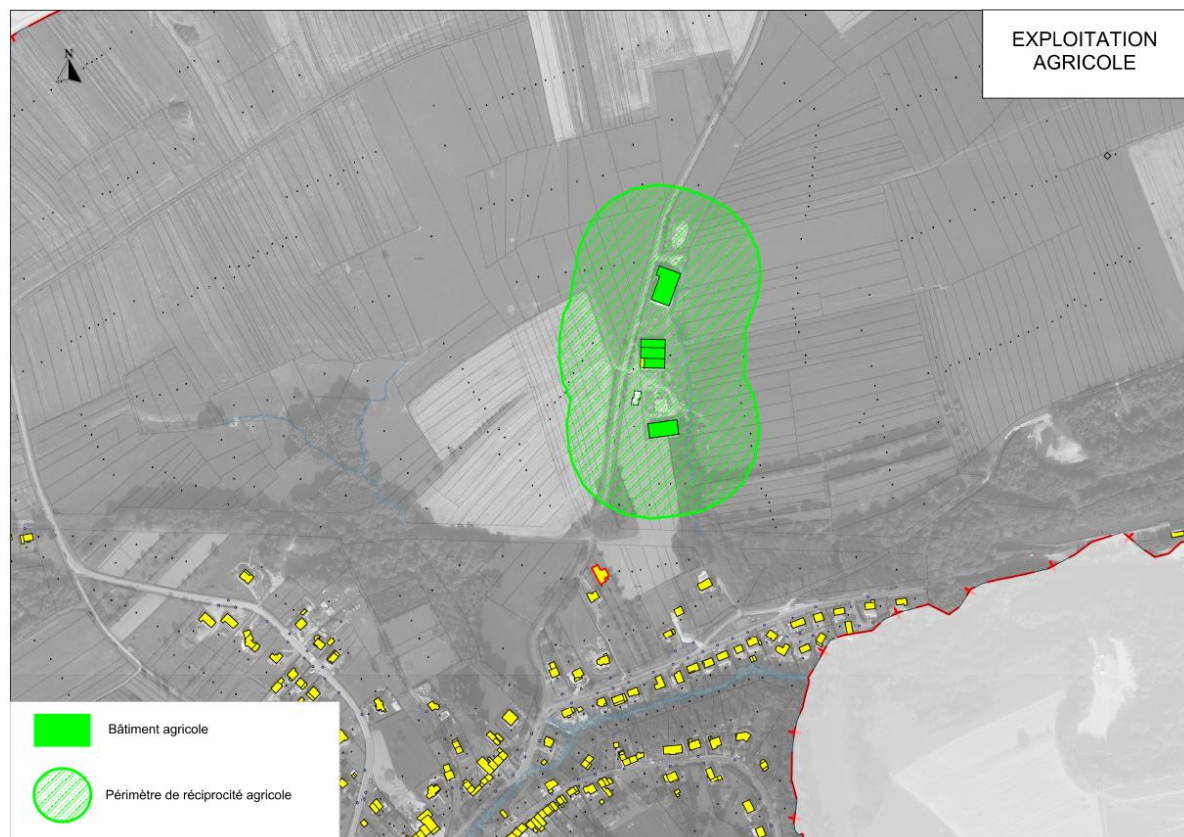 EXPLOITATION
AGRICOLE
N
Bâtiment agricole
Périmètre de réciprocité agricole